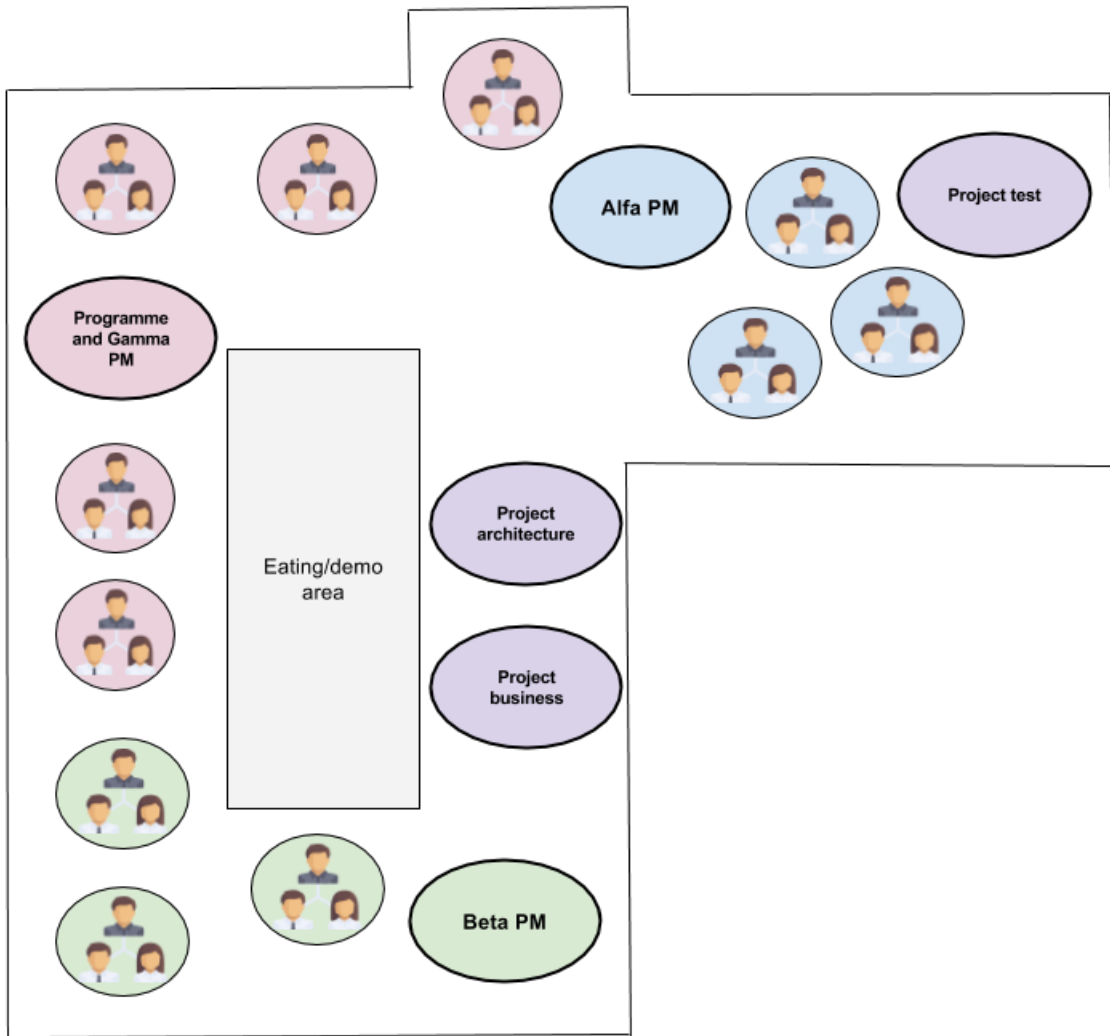 Alfa PM
Project test
Programme
and Gamma
PM
Project
architecture
Eating/demo
area
Project
business
Beta PM